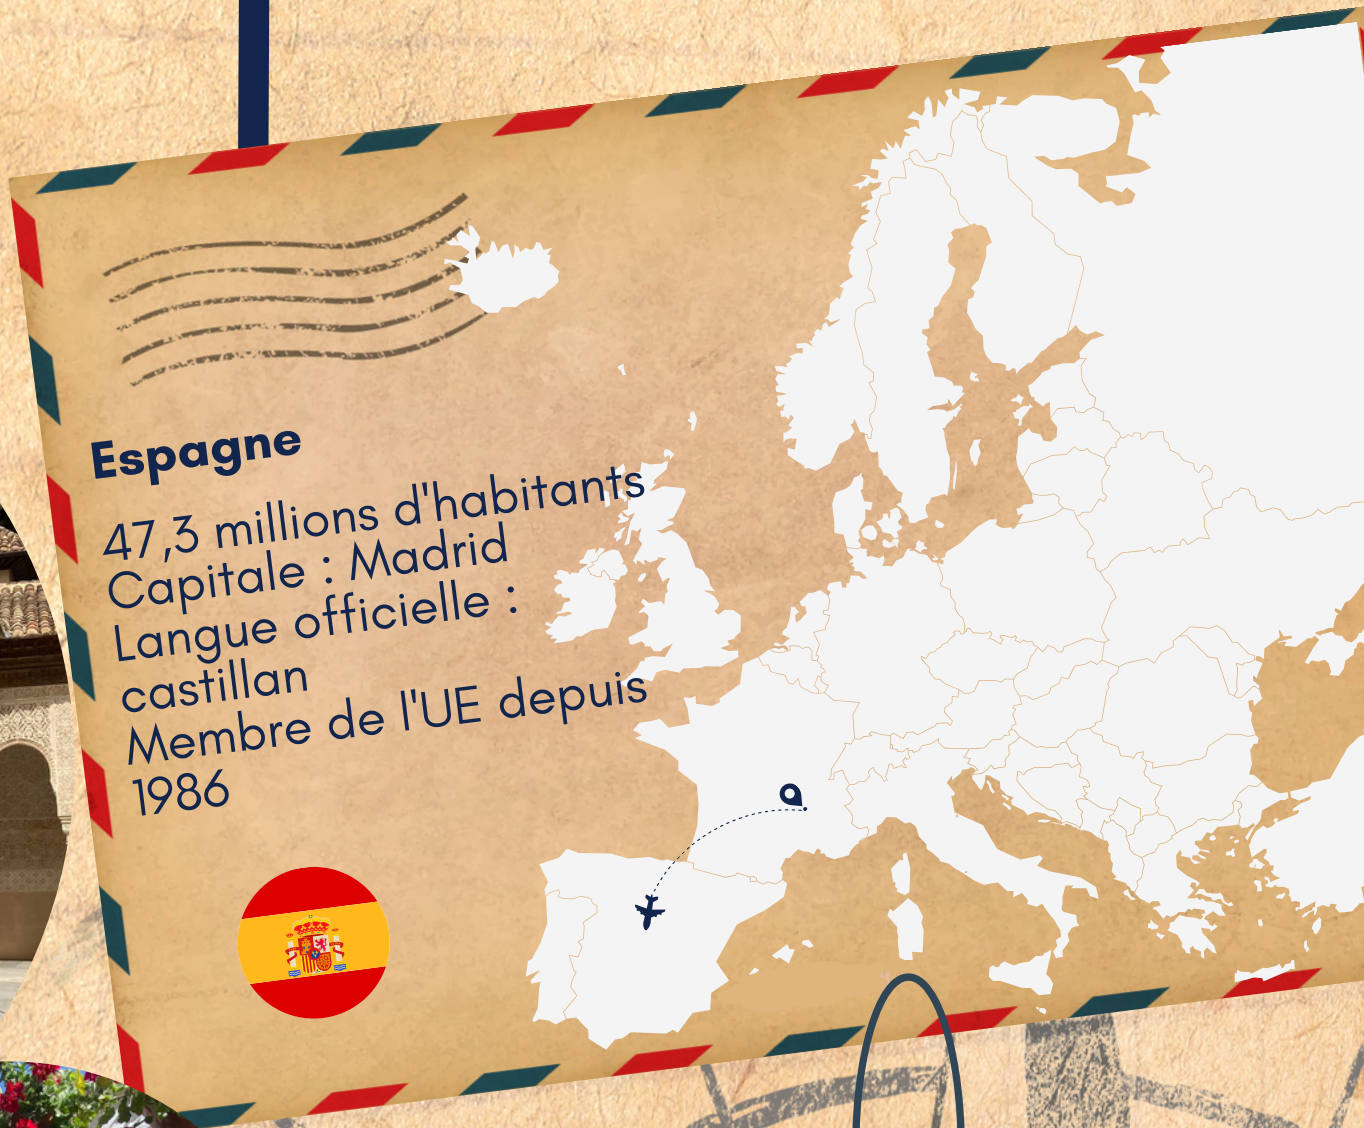 Espagne
47,3 millions d'habitants
Capitale : Madrid
Langue officielle :
castillan
Membre de l'UE depuis
1986